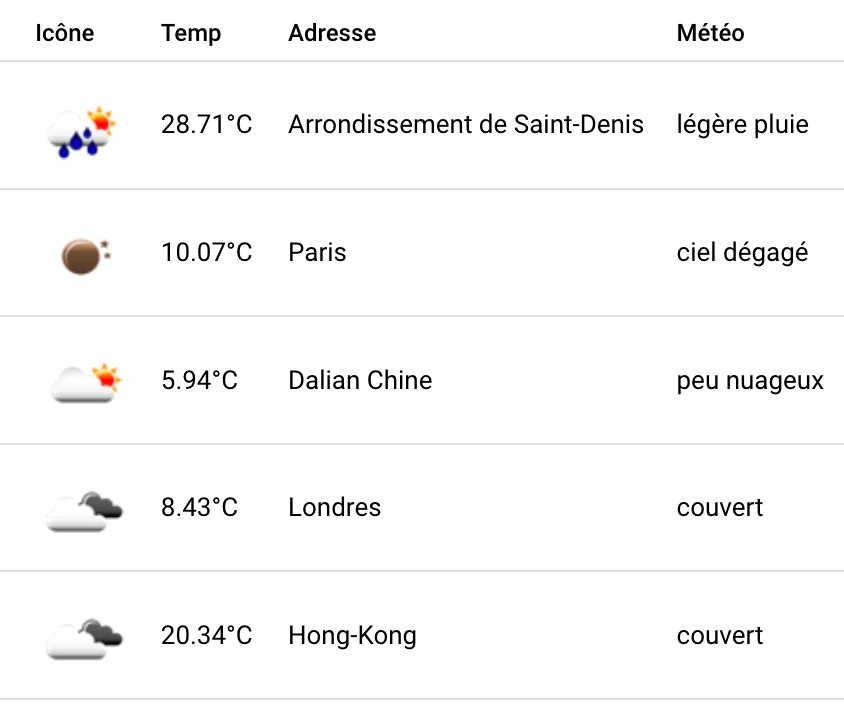 Icône Temp Adresse Météo
28.71°C Arrondissement de Saint-Denis légère pluie
10.07°C Paris ciel dégagé
5.94°C Dalian Chine peu nuageux
8.43°C Londres couvert
20.34°C Hong-Kong couvert